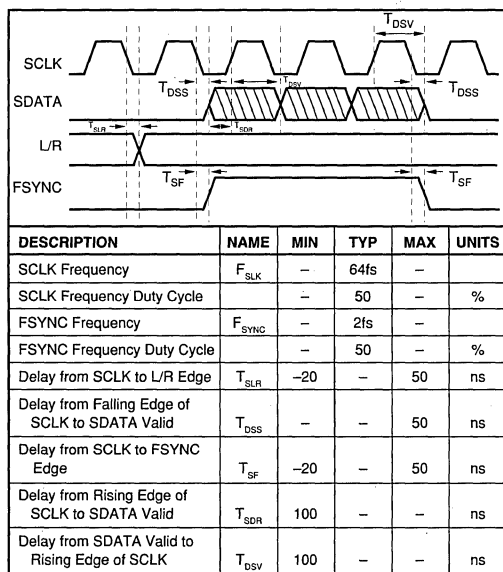 T_DSV
SCLK
T_DSS T_DSV T_DSS
SDATA
T_SLR T_SDR
L/R
T_SF T_SF
FSYNC
DESCRIPTION NAME MIN TYP MAX UNITS
SCLK Frequency F_SLK – 64fs –
SCLK Frequency Duty Cycle – 50 – %
FSYNC Frequency F_SYNC – 2fs –
FSYNC Frequency Duty Cycle – 50 – %
Delay from SCLK to L/R Edge T_SLR –20 – 50 ns
Delay from Falling Edge of
SCLK to SDATA Valid T_DSS – – 50 ns
Delay from SCLK to FSYNC
Edge T_SF –20 – 50 ns
Delay from Rising Edge of
SCLK to SDATA Valid T_SDR 100 – – ns
Delay from SDATA Valid to
Rising Edge of SCLK T_DSV 100 – – ns